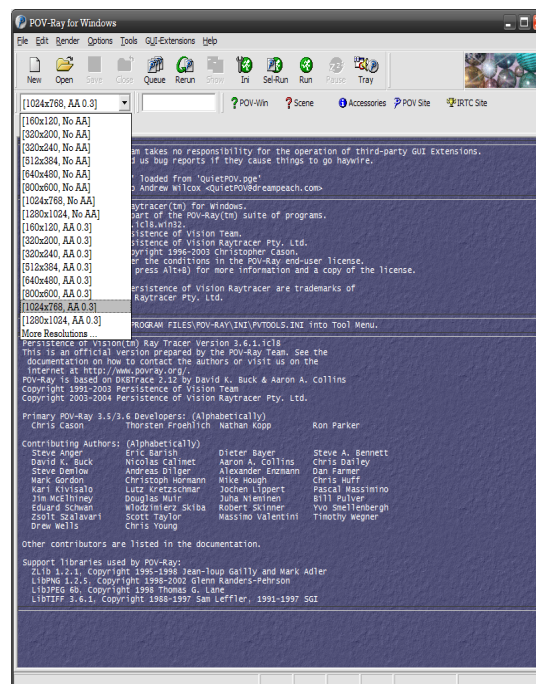 POV-Ray for Windows
File Edit Render Options Tools GUI-Extensions Help
New Open Save Close Queue Rerun Show Ini Sel-Run Run Pause Tray
[1024x768, AA 0.3] POV-Win Scene Accessories POV Site IRTC Site
[160x120, No AA]
[320x200, No AA]
[320x240, No AA]
[512x384, No AA]
[640x480, No AA]
[800x600, No AA]
[1024x768, No AA]
[1280x1024, No AA]
[160x120, AA 0.3]
[320x200, AA 0.3]
[320x240, AA 0.3]
[512x384, AA 0.3]
[640x480, AA 0.3]
[800x600, AA 0.3]
[1024x768, AA 0.3]
[1280x1024, AA 0.3]
More Resolutions ...
am takes no responsibility for the operation of third-party GUI Extensions.
d us bug reports if they cause things to go haywire.
' loaded from 'QuietPOV.pge'
o Andrew Wilcox <QuietPOV@dreampeach.com>
aytracer(tm) for Windows.
part of the POV-Ray(tm) suite of programs.
.icl8.win32.
sistence of Vision Team.
sistence of Vision Raytracer Pty. Ltd.
pyright 1996-2003 Christopher Cason.
er the conditions in the POV-Ray end-user license.
press Alt+B) for more information and a copy of the license.
ersistence of Vision Raytracer are trademarks of
Raytracer Pty. Ltd.
PROGRAM FILES\POV-RAY\INI\PVTOOLS.INI into Tool Menu.
Persistence of Vision(tm) Ray Tracer Version 3.6.1.icl8
This is an official version prepared by the POV-Ray Team. See the
documentation on how to contact the authors or visit us on the
internet at http://www.povray.org/.
POV-Ray is based on DKBTrace 2.12 by David K. Buck & Aaron A. Collins
Copyright 1991-2003 Persistence of Vision Team
Copyright 2003-2004 Persistence of Vision Raytracer Pty. Ltd.
Primary POV-Ray 3.5/3.6 Developers: (Alphabetically)
Chris Cason Thorsten Froehlich Nathan Kopp Ron Parker
Contributing Authors: (Alphabetically)
Steve Anger Eric Barish Dieter Bayer Steve A. Bennett
David K. Buck Nicolas Calimet Aaron A. Collins Chris Dailey
Steve Demlow Andreas Dilger Alexander Enzmann Dan Farmer
Mark Gordon Christoph Hormann Mike Hough Chris Huff
Kari Kivisalo Lutz Kretzschmar Jochen Lippert Pascal Massimino
Jim McElhiney Douglas Muir Juha Nieminen Bill Pulver
Eduard Schwan Wlodzimierz Skiba Robert Skinner Yvo Smellenbergh
Zsolt Szalavari Scott Taylor Massimo Valentini Timothy Wegner
Drew Wells Chris Young
Other contributors are listed in the documentation.
Support libraries used by POV-Ray:
ZLib 1.2.1, Copyright 1995-1998 Jean-loup Gailly and Mark Adler
LibPNG 1.2.5, Copyright 1998-2002 Glenn Randers-Pehrson
LibJPEG 6b, Copyright 1998 Thomas G. Lane
LibTIFF 3.6.1, Copyright 1988-1997 Sam Leffler, 1991-1997 SGI